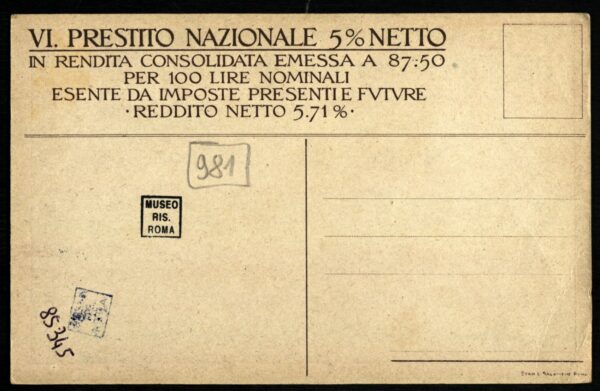 VI. PRESTITO NAZIONALE 5% NETTO
IN RENDITA CONSOLIDATA EMESSA A 87:50
PER 100 LIRE NOMINALI
ESENTE DA IMPOSTE PRESENTI E FVTVRE
· REDDITO NETTO 5.71% ·
981
MUSEO
RIS.
ROMA
85345